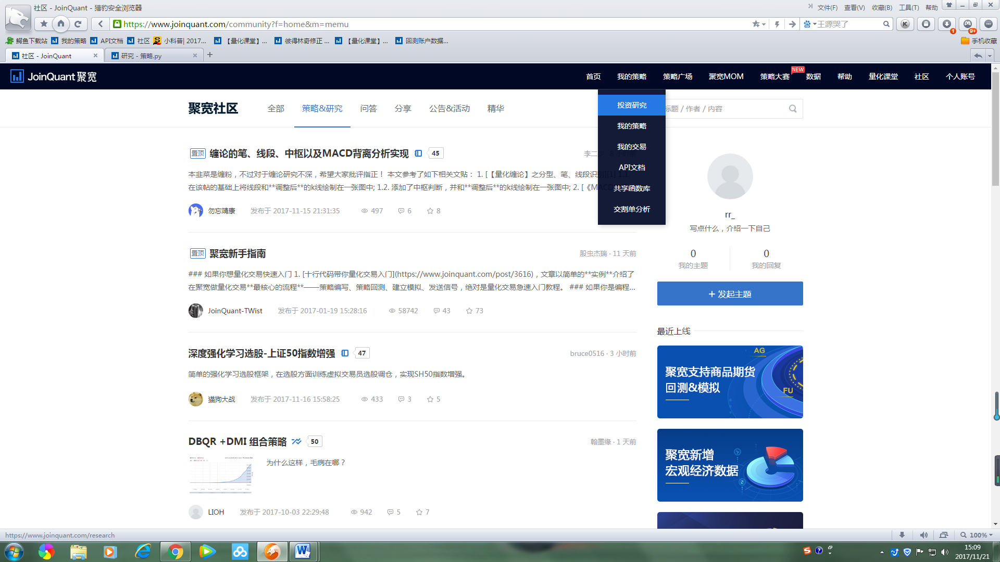 社区 - JoinQuant - 猎豹安全浏览器
文件(F) 查看(V) 收藏(B) 工具(T) 帮助
https://www.joinquant.com/community?f=home&m=memu
王源哭了
1
9+
鳄鱼下载站 我的策略 API文档 社区 小科普| 2017... 【量化课堂】... 彼得林奇修正 ... 【量化课堂】... 回测账户数据...
手机收藏
社区 - JoinQuant
研究 - 策略.py
JoinQuant 聚宽
首页 我的策略 策略广场 聚宽MOM 策略大赛 NEW 数据 帮助 量化课堂 社区 个人账号
聚宽社区 全部 策略&研究 问答 分享 公告&活动 精华
标题 / 作者 / 内容
投资研究
我的策略
我的交易
API文档
共享函数库
交割单分析
置顶 缠论的笔、线段、中枢以及MACD背离分析实现 45
本韭菜是缠粉，不过对于缠论研究不深，希望大家批评指正！ 本文参考了如下相关文贴： 1. [【量化缠论】之分型、笔、线段识别][1] 1.1.
在该帖的基础上将线段和**调整后**的k线绘制在一张图中; 1.2. 添加了中枢判断，并和**调整后**的k线绘制在一张图中; 2. [《MAC
勿忘靖康 发布于 2017-11-15 21:31:35 497 6 8
置顶 聚宽新手指南
股虫杰瑞 · 11 天前
### 如果你想量化交易快速入门 1. [十行代码带你量化交易入门](https://www.joinquant.com/post/3616)，文章以简单的**实例**介绍了
在聚宽做量化交易**最核心的流程**——策略编写、策略回测、建立模拟、发送信号，绝对是量化交易急速入门教程。 ### 如果你是编程...
JoinQuant-TWist 发布于 2017-01-19 15:28:16 58742 43 73
深度强化学习选股-上证50指数增强 47
bruce0516 · 3 小时前
简单的强化学习选股框架，在选股方面训练虚拟交易员选股调仓，实现SH50指数增强。
猫狗大战 发布于 2017-11-16 15:58:25 433 3 5
DBQR +DMI 组合策略 50
翰墨缘 · 1 天前
为什么这样，毛病在哪？
LIOH 发布于 2017-10-03 22:29:48 942 5 7
rr_
写点什么，介绍一下自己
0 0
我的主题 我的回复
+ 发起主题
最近上线
AG
聚宽支持商品期货
回测&模拟
FU
聚宽新增
宏观经济数据
https://www.joinquant.com/research
100%
15:09
2017/11/21